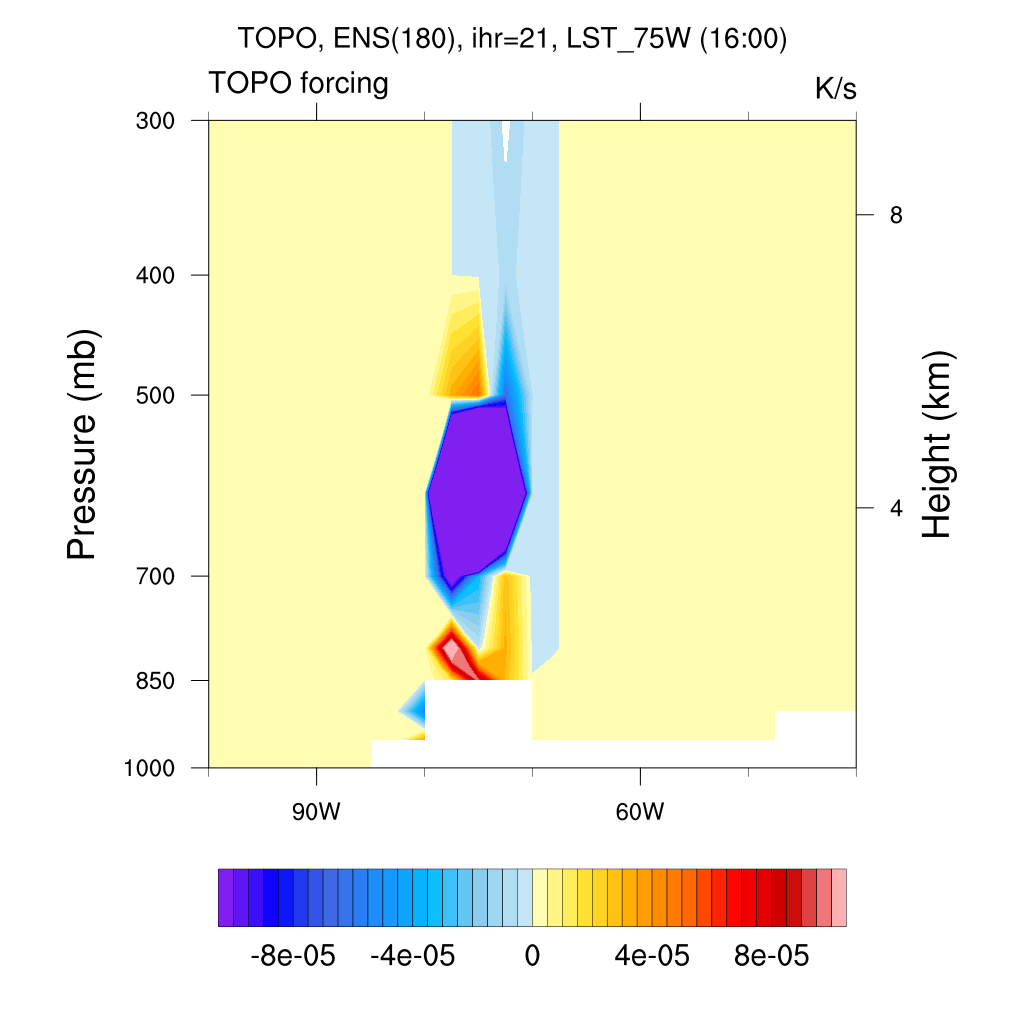 TOPO, ENS(180), ihr=21, LST_75W (16:00)
TOPO forcing
K/s
300
400
500
700
850
1000
Pressure (mb)
8
4
Height (km)
90W
60W
-8e-05 -4e-05 0 4e-05 8e-05